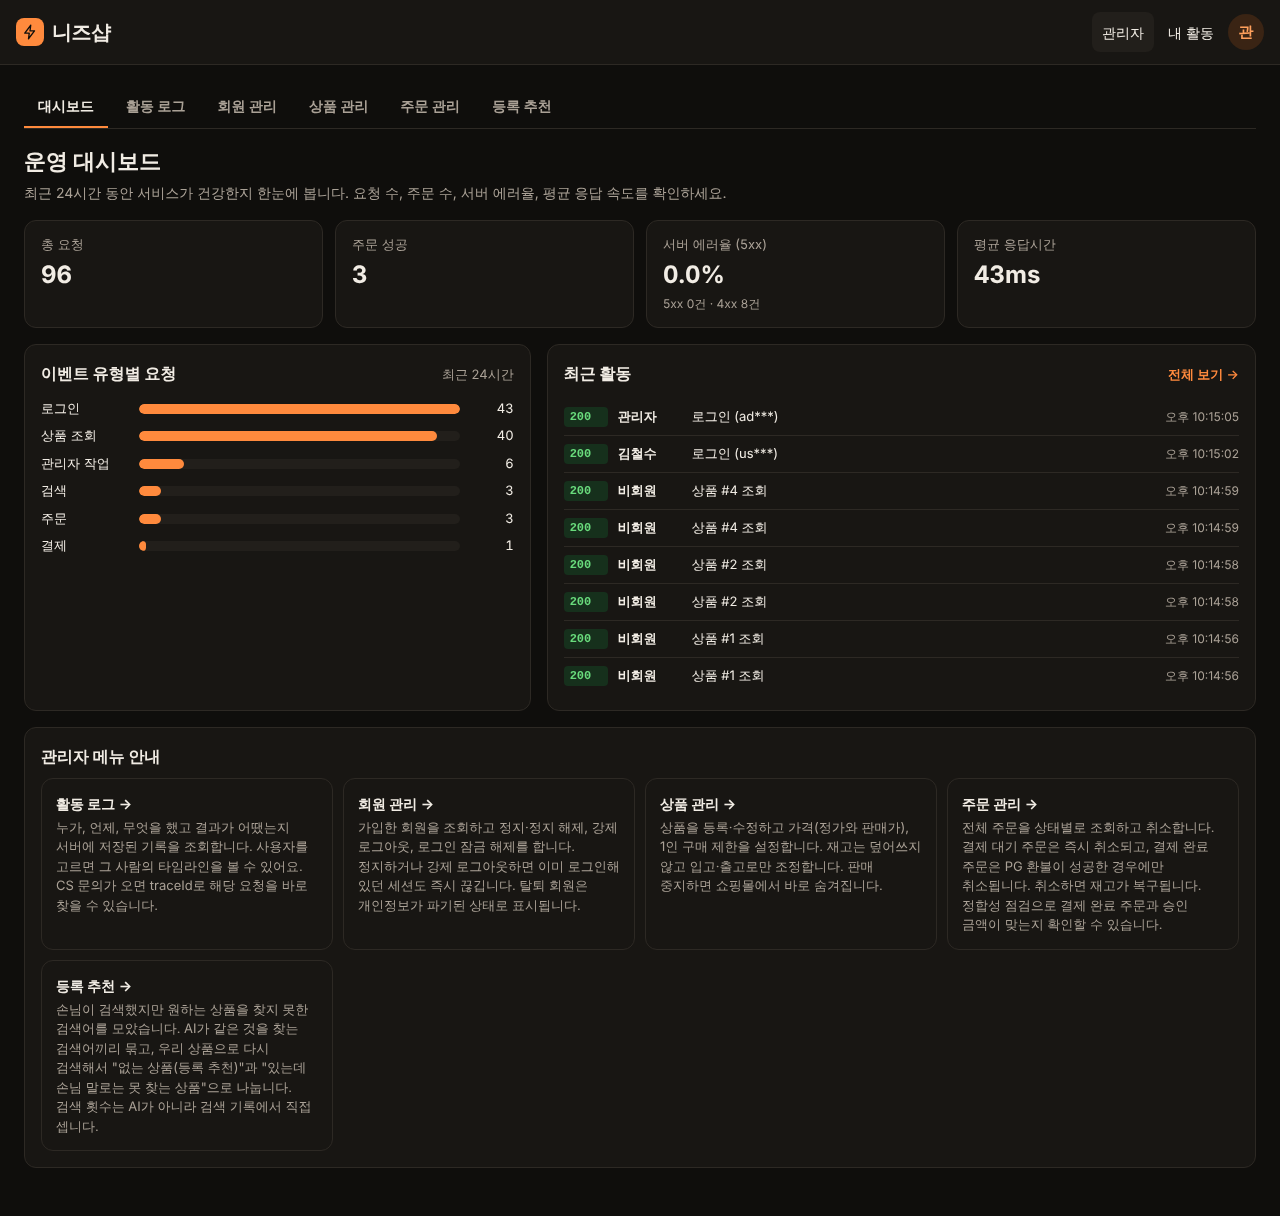 니즈샵
관리자 내 활동 관
대시보드 활동 로그 회원 관리 상품 관리 주문 관리 등록 추천
운영 대시보드
최근 24시간 동안 서비스가 건강한지 한눈에 봅니다. 요청 수, 주문 수, 서버 에러율, 평균 응답 속도를 확인하세요.
총 요청
96
주문 성공
3
서버 에러율 (5xx)
0.0%
5xx 0건 · 4xx 8건
평균 응답시간
43ms
이벤트 유형별 요청 최근 24시간
로그인 43
상품 조회 40
관리자 작업 6
검색 3
주문 3
결제 1
최근 활동 전체 보기 →
200 관리자 로그인 (ad***) 오후 10:15:05
200 김철수 로그인 (us***) 오후 10:15:02
200 비회원 상품 #4 조회 오후 10:14:59
200 비회원 상품 #4 조회 오후 10:14:59
200 비회원 상품 #2 조회 오후 10:14:58
200 비회원 상품 #2 조회 오후 10:14:58
200 비회원 상품 #1 조회 오후 10:14:56
200 비회원 상품 #1 조회 오후 10:14:56
관리자 메뉴 안내
활동 로그 →
누가, 언제, 무엇을 했고 결과가 어땠는지
서버에 저장된 기록을 조회합니다. 사용자를
고르면 그 사람의 타임라인을 볼 수 있어요.
CS 문의가 오면 traceId로 해당 요청을 바로
찾을 수 있습니다.
회원 관리 →
가입한 회원을 조회하고 정지·정지 해제, 강제
로그아웃, 로그인 잠금 해제를 합니다.
정지하거나 강제 로그아웃하면 이미 로그인해
있던 세션도 즉시 끊깁니다. 탈퇴 회원은
개인정보가 파기된 상태로 표시됩니다.
상품 관리 →
상품을 등록·수정하고 가격(정가와 판매가),
1인 구매 제한을 설정합니다. 재고는 덮어쓰지
않고 입고·출고로만 조정합니다. 판매
중지하면 쇼핑몰에서 바로 숨겨집니다.
주문 관리 →
전체 주문을 상태별로 조회하고 취소합니다.
결제 대기 주문은 즉시 취소되고, 결제 완료
주문은 PG 환불이 성공한 경우에만
취소됩니다. 취소하면 재고가 복구됩니다.
정합성 점검으로 결제 완료 주문과 승인
금액이 맞는지 확인할 수 있습니다.
등록 추천 →
손님이 검색했지만 원하는 상품을 찾지 못한
검색어를 모았습니다. AI가 같은 것을 찾는
검색어끼리 묶고, 우리 상품으로 다시
검색해서 "없는 상품(등록 추천)"과 "있는데
손님 말로는 못 찾는 상품"으로 나눕니다.
검색 횟수는 AI가 아니라 검색 기록에서 직접
셉니다.